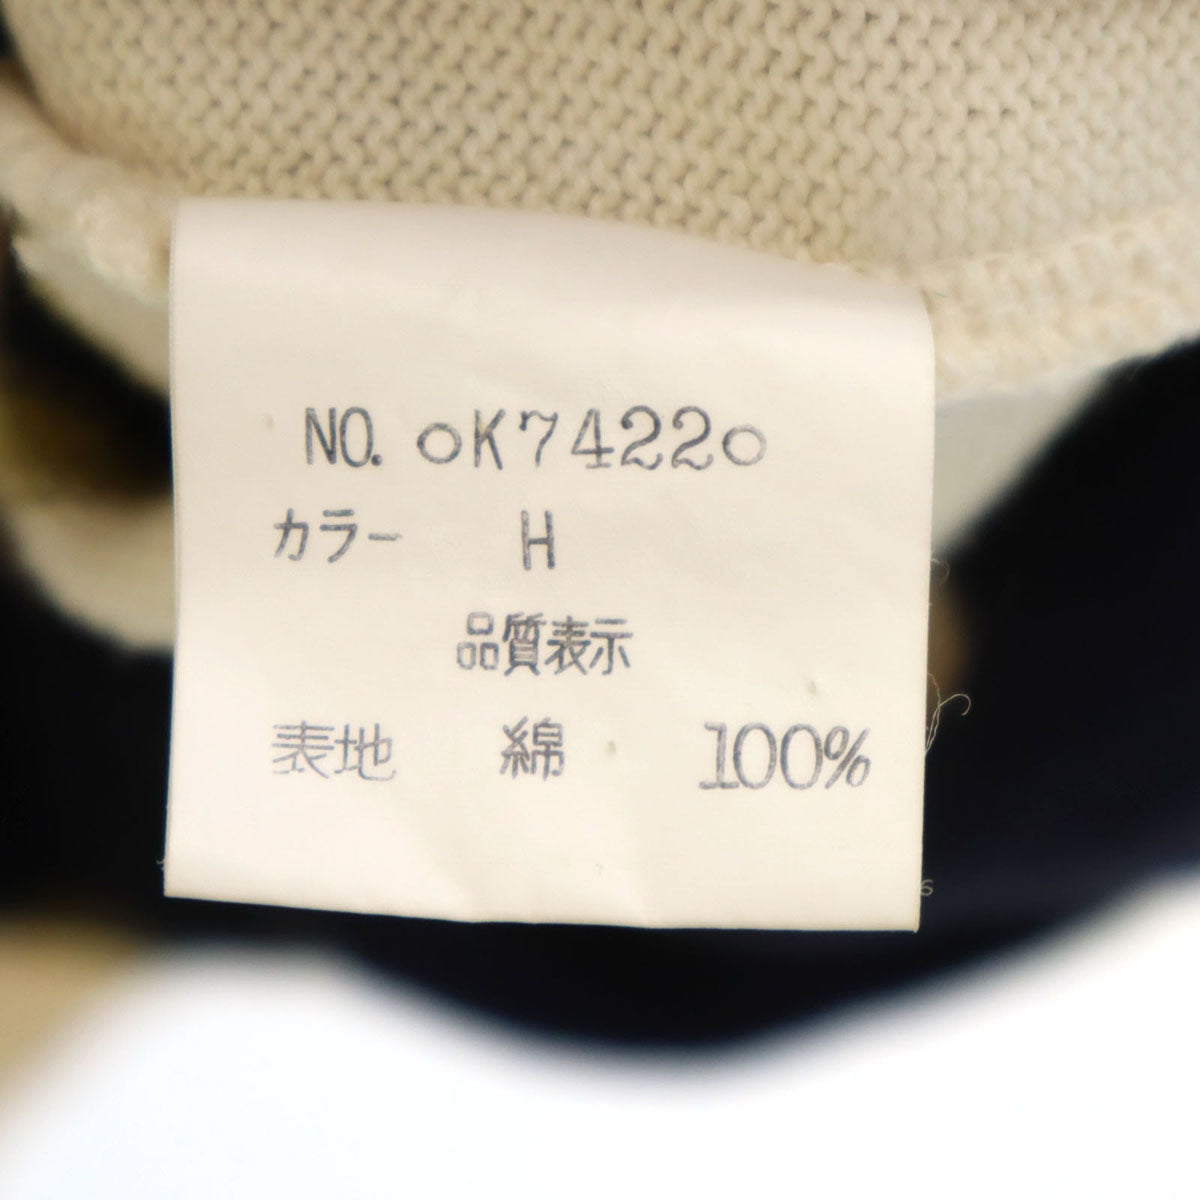 NO. oK74220
カラー H
品質表示
表地 綿 100%